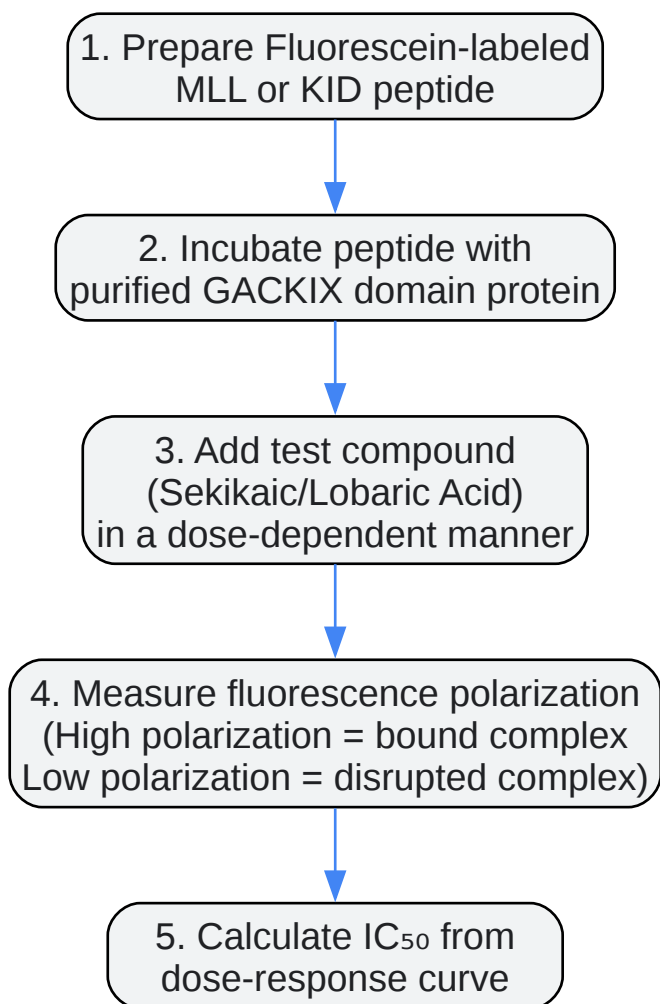 1. Prepare Fluorescein-labeled
MLL or KID peptide
2. Incubate peptide with
purified GACKIX domain protein
3. Add test compound
(Sekikaic/Lobaric Acid)
in a dose-dependent manner
4. Measure fluorescence polarization
(High polarization = bound complex
Low polarization = disrupted complex)
5. Calculate IC₅₀ from
dose-response curve